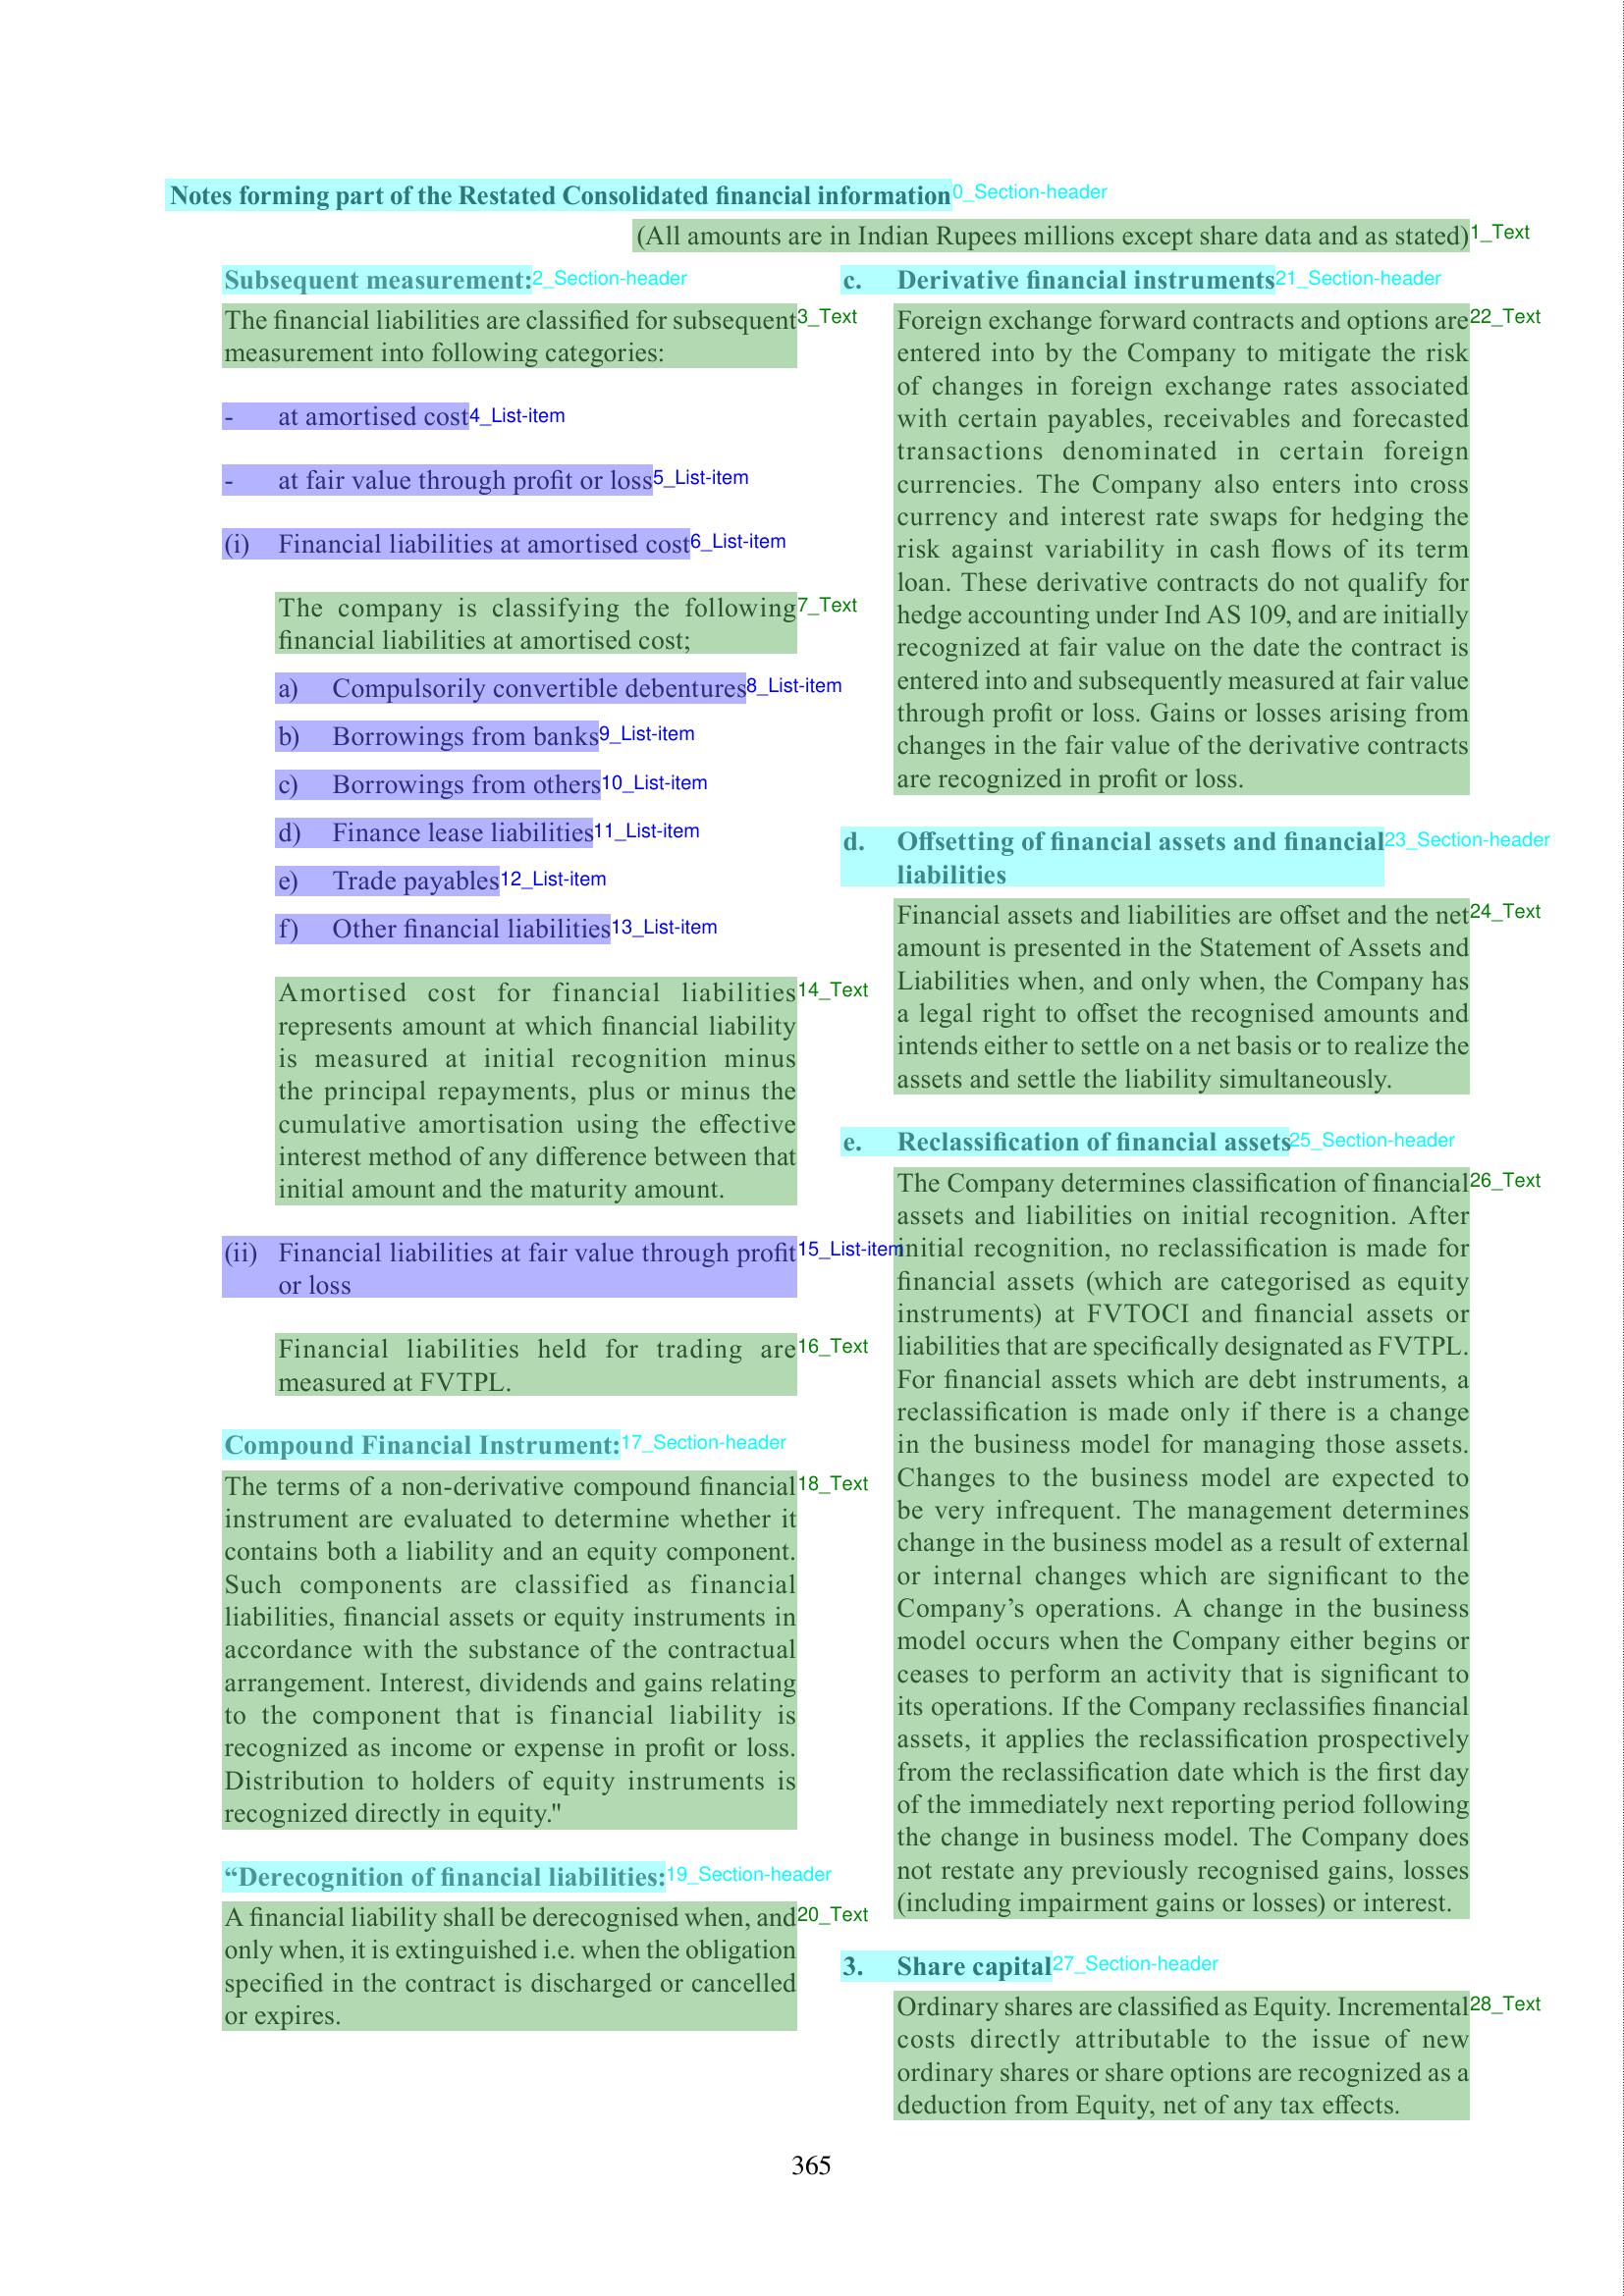 Notes forming part of the Restated Consolidated financial information0_Section-header
(All amounts are in Indian Rupees millions except share data and as stated)1_Text
Subsequent measurement:2_Section-header
The financial liabilities are classified for subsequent3_Text
measurement into following categories:
- at amortised cost4_List-item
- at fair value through profit or loss5_List-item
(i) Financial liabilities at amortised cost6_List-item
The company is classifying the following7_Text
financial liabilities at amortised cost;
a) Compulsorily convertible debentures8_List-item
b) Borrowings from banks9_List-item
c) Borrowings from others10_List-item
d) Finance lease liabilities11_List-item
e) Trade payables12_List-item
f) Other financial liabilities13_List-item
Amortised cost for financial liabilities14_Text
represents amount at which financial liability
is measured at initial recognition minus
the principal repayments, plus or minus the
cumulative amortisation using the effective
interest method of any difference between that
initial amount and the maturity amount.
(ii) Financial liabilities at fair value through profit15_List-item
or loss
Financial liabilities held for trading are16_Text
measured at FVTPL.
Compound Financial Instrument:17_Section-header
The terms of a non-derivative compound financial18_Text
instrument are evaluated to determine whether it
contains both a liability and an equity component.
Such components are classified as financial
liabilities, financial assets or equity instruments in
accordance with the substance of the contractual
arrangement. Interest, dividends and gains relating
to the component that is financial liability is
recognized as income or expense in profit or loss.
Distribution to holders of equity instruments is
recognized directly in equity."
“Derecognition of financial liabilities:19_Section-header
A financial liability shall be derecognised when, and20_Text
only when, it is extinguished i.e. when the obligation
specified in the contract is discharged or cancelled
or expires.
c. Derivative financial instruments21_Section-header
Foreign exchange forward contracts and options are22_Text
entered into by the Company to mitigate the risk
of changes in foreign exchange rates associated
with certain payables, receivables and forecasted
transactions denominated in certain foreign
currencies. The Company also enters into cross
currency and interest rate swaps for hedging the
risk against variability in cash flows of its term
loan. These derivative contracts do not qualify for
hedge accounting under Ind AS 109, and are initially
recognized at fair value on the date the contract is
entered into and subsequently measured at fair value
through profit or loss. Gains or losses arising from
changes in the fair value of the derivative contracts
are recognized in profit or loss.
d. Offsetting of financial assets and financial23_Section-header
liabilities
Financial assets and liabilities are offset and the net24_Text
amount is presented in the Statement of Assets and
Liabilities when, and only when, the Company has
a legal right to offset the recognised amounts and
intends either to settle on a net basis or to realize the
assets and settle the liability simultaneously.
e. Reclassification of financial assets25_Section-header
The Company determines classification of financial26_Text
assets and liabilities on initial recognition. After
initial recognition, no reclassification is made for
financial assets (which are categorised as equity
instruments) at FVTOCI and financial assets or
liabilities that are specifically designated as FVTPL.
For financial assets which are debt instruments, a
reclassification is made only if there is a change
in the business model for managing those assets.
Changes to the business model are expected to
be very infrequent. The management determines
change in the business model as a result of external
or internal changes which are significant to the
Company’s operations. A change in the business
model occurs when the Company either begins or
ceases to perform an activity that is significant to
its operations. If the Company reclassifies financial
assets, it applies the reclassification prospectively
from the reclassification date which is the first day
of the immediately next reporting period following
the change in business model. The Company does
not restate any previously recognised gains, losses
(including impairment gains or losses) or interest.
3. Share capital27_Section-header
Ordinary shares are classified as Equity. Incremental28_Text
costs directly attributable to the issue of new
ordinary shares or share options are recognized as a
deduction from Equity, net of any tax effects.
365